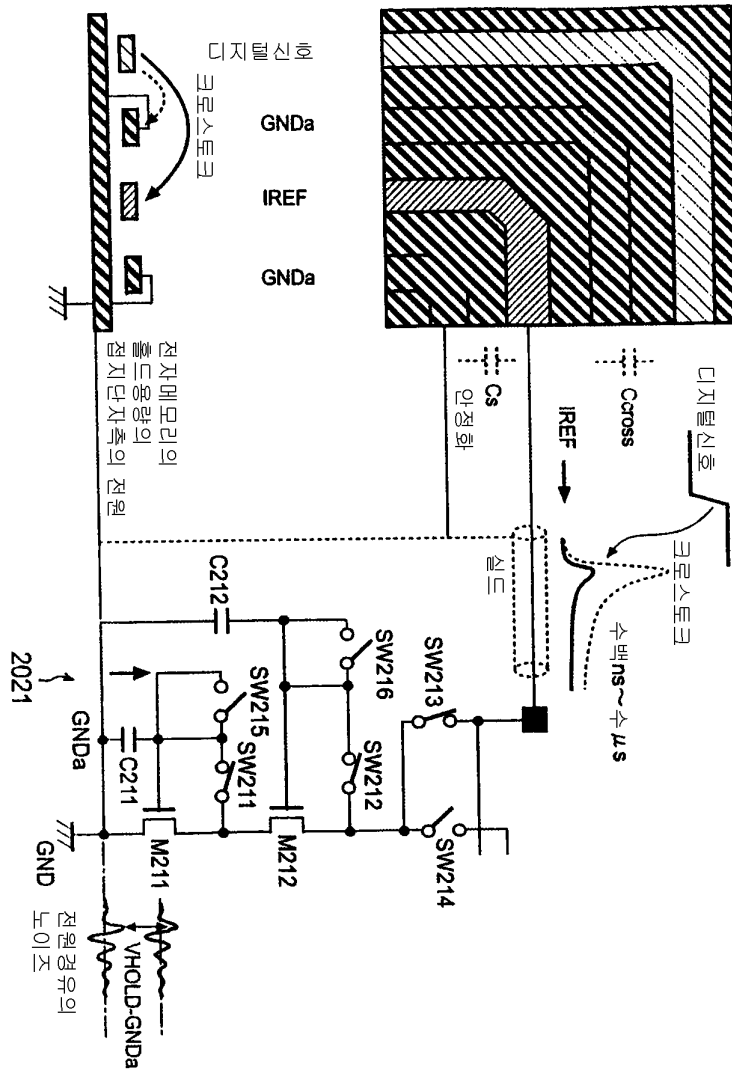 디지털신호
GNDa
IREF
GNDa
크로스토크
전자메모리의
홀드용량의
접지단자측의 전원
Ccross
Cs
안정화
디지털신호
IREF
크로스토크
수백ns~수μs
실드
C212
SW216
SW213
SW212
SW214
SW215
SW211
M212
2021
GNDa
C211
M211
GND
VHOLD-GNDa
전원경유의
노이즈